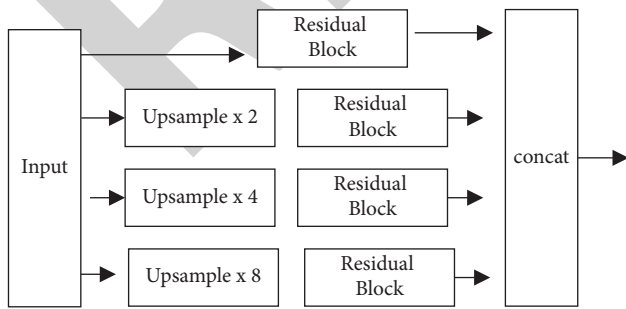 Input
Residual
Block
Upsample x 2
Residual
Block
Upsample x 4
Residual
Block
Upsample x 8
Residual
Block
concat